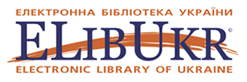 ЕЛЕКТРОННА БІБЛІОТЕКА УКРАЇНИ
ELIBUKR
ELECTRONIC LIBRARY OF UKRAINE